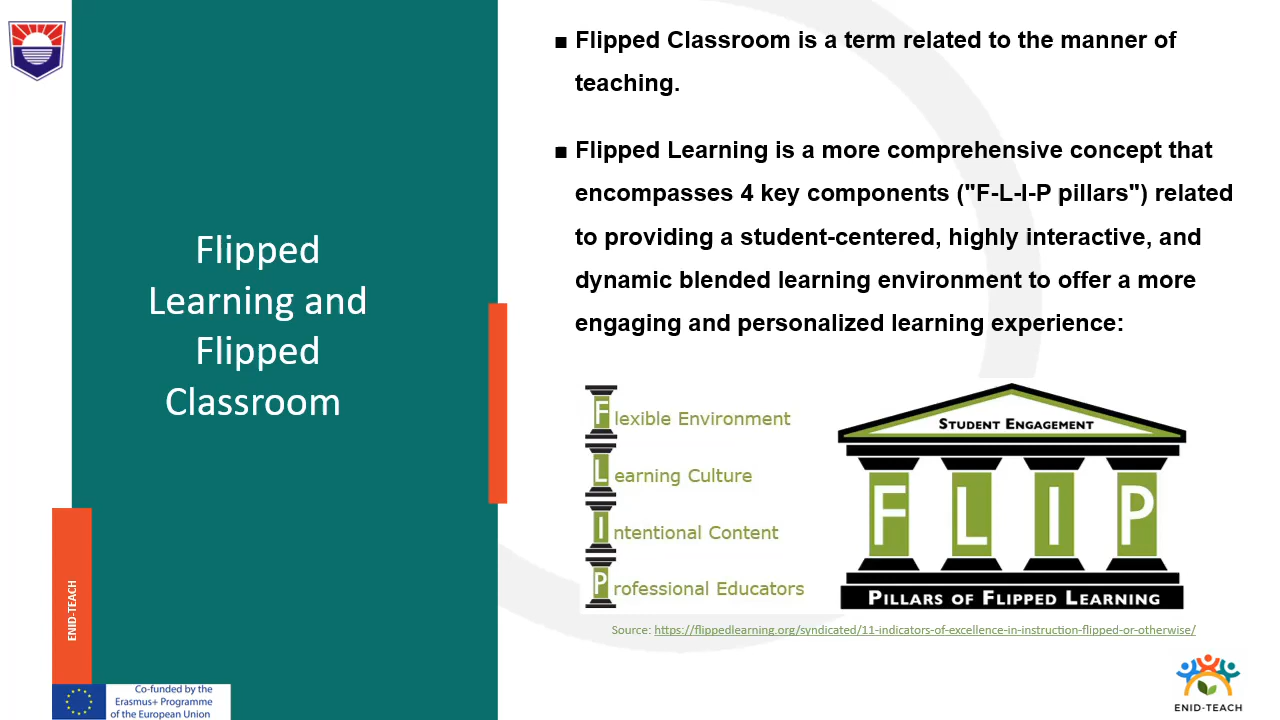 Flipped
Learning and
Flipped
Classroom
ENID-TEACH
Co-funded by the
Erasmus+ Programme
of the European Union
■ Flipped Classroom is a term related to the manner of
teaching.
■ Flipped Learning is a more comprehensive concept that
encompasses 4 key components ("F-L-I-P pillars") related
to providing a student-centered, highly interactive, and
dynamic blended learning environment to offer a more
engaging and personalized learning experience:
Flexible Environment
Learning Culture
Intentional Content
Professional Educators
STUDENT ENGAGEMENT
F L I P
PILLARS OF FLIPPED LEARNING
Source: https://flippedlearning.org/syndicated/11-indicators-of-excellence-in-instruction-flipped-or-otherwise/
ENID-TEACH